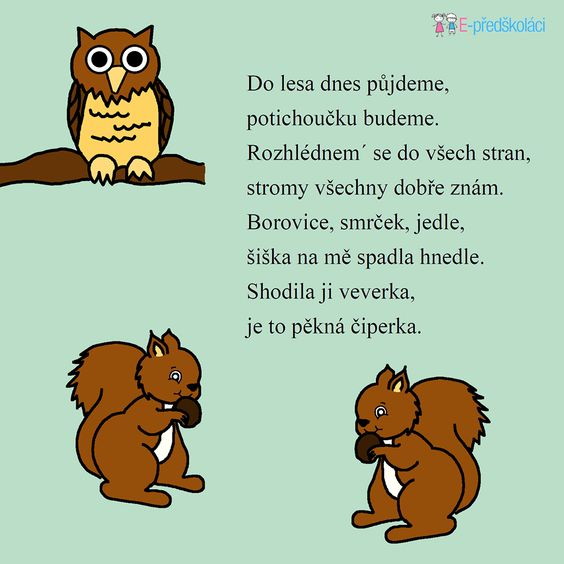 E-předškoláci
Do lesa dnes půjdeme,
potichoučku budeme.
Rozhlédnem´ se do všech stran,
stromy všechny dobře znám.
Borovice, smrček, jedle,
šiška na mě spadla hnedle.
Shodila ji veverka,
je to pěkná čiperka.